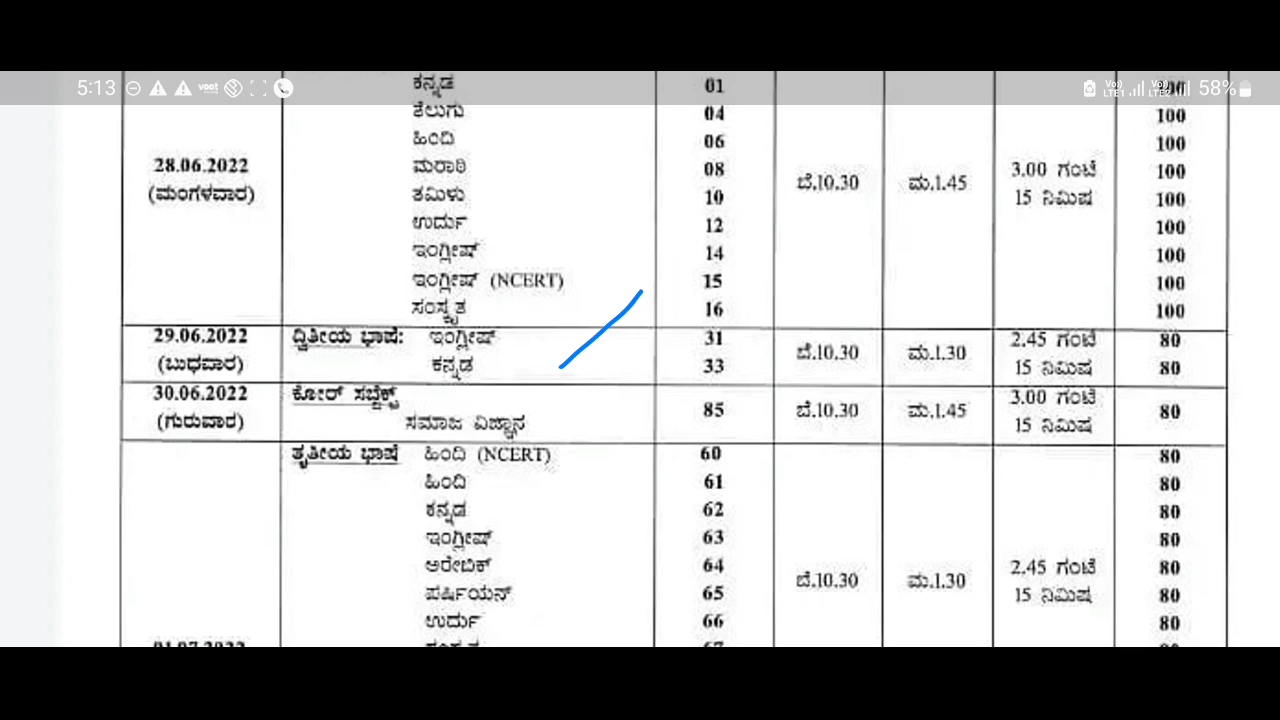 5:13 voot Vo) LTE1 Vo) LTE2 58%
ಕನ್ನಡ 01
ತೆಲುಗು 04 100
ಹಿಂದಿ 06 100
28.06.2022 ಮರಾಠಿ 08 3.00 ಗಂಟೆ 100
(ಮಂಗಳವಾರ) ತಮಿಳು 10 ಬೆ.10.30 ಮ.1.45 15 ನಿಮಿಷ 100
ಉರ್ದು 12 100
ಇಂಗ್ಲೀಷ್ 14 100
ಇಂಗ್ಲೀಷ್ (NCERT) 15 100
ಸಂಸ್ಕೃತ 16 100
29.06.2022 ದ್ವಿತೀಯ ಭಾಷೆ: ಇಂಗ್ಲೀಷ್ 31 2.45 ಗಂಟೆ 80
(ಬುಧವಾರ) ಕನ್ನಡ 33 ಬೆ.10.30 ಮ.1.30 15 ನಿಮಿಷ 80
30.06.2022 ಕೋರ್ ಸಬ್ಜೆಕ್ಟ್ 3.00 ಗಂಟೆ
(ಗುರುವಾರ) ಸಮಾಜ ವಿಜ್ಞಾನ 85 ಬೆ.10.30 ಮ.1.45 15 ನಿಮಿಷ 80
ತೃತೀಯ ಭಾಷೆ ಹಿಂದಿ (NCERT) 60 80
ಹಿಂದಿ 61 80
ಕನ್ನಡ 62 80
ಇಂಗ್ಲೀಷ್ 63 80
ಅರೇಬಿಕ್ 64 2.45 ಗಂಟೆ 80
ಪರ್ಷಿಯನ್ 65 ಬೆ.10.30 ಮ.1.30 15 ನಿಮಿಷ 80
ಉರ್ದು 66 80